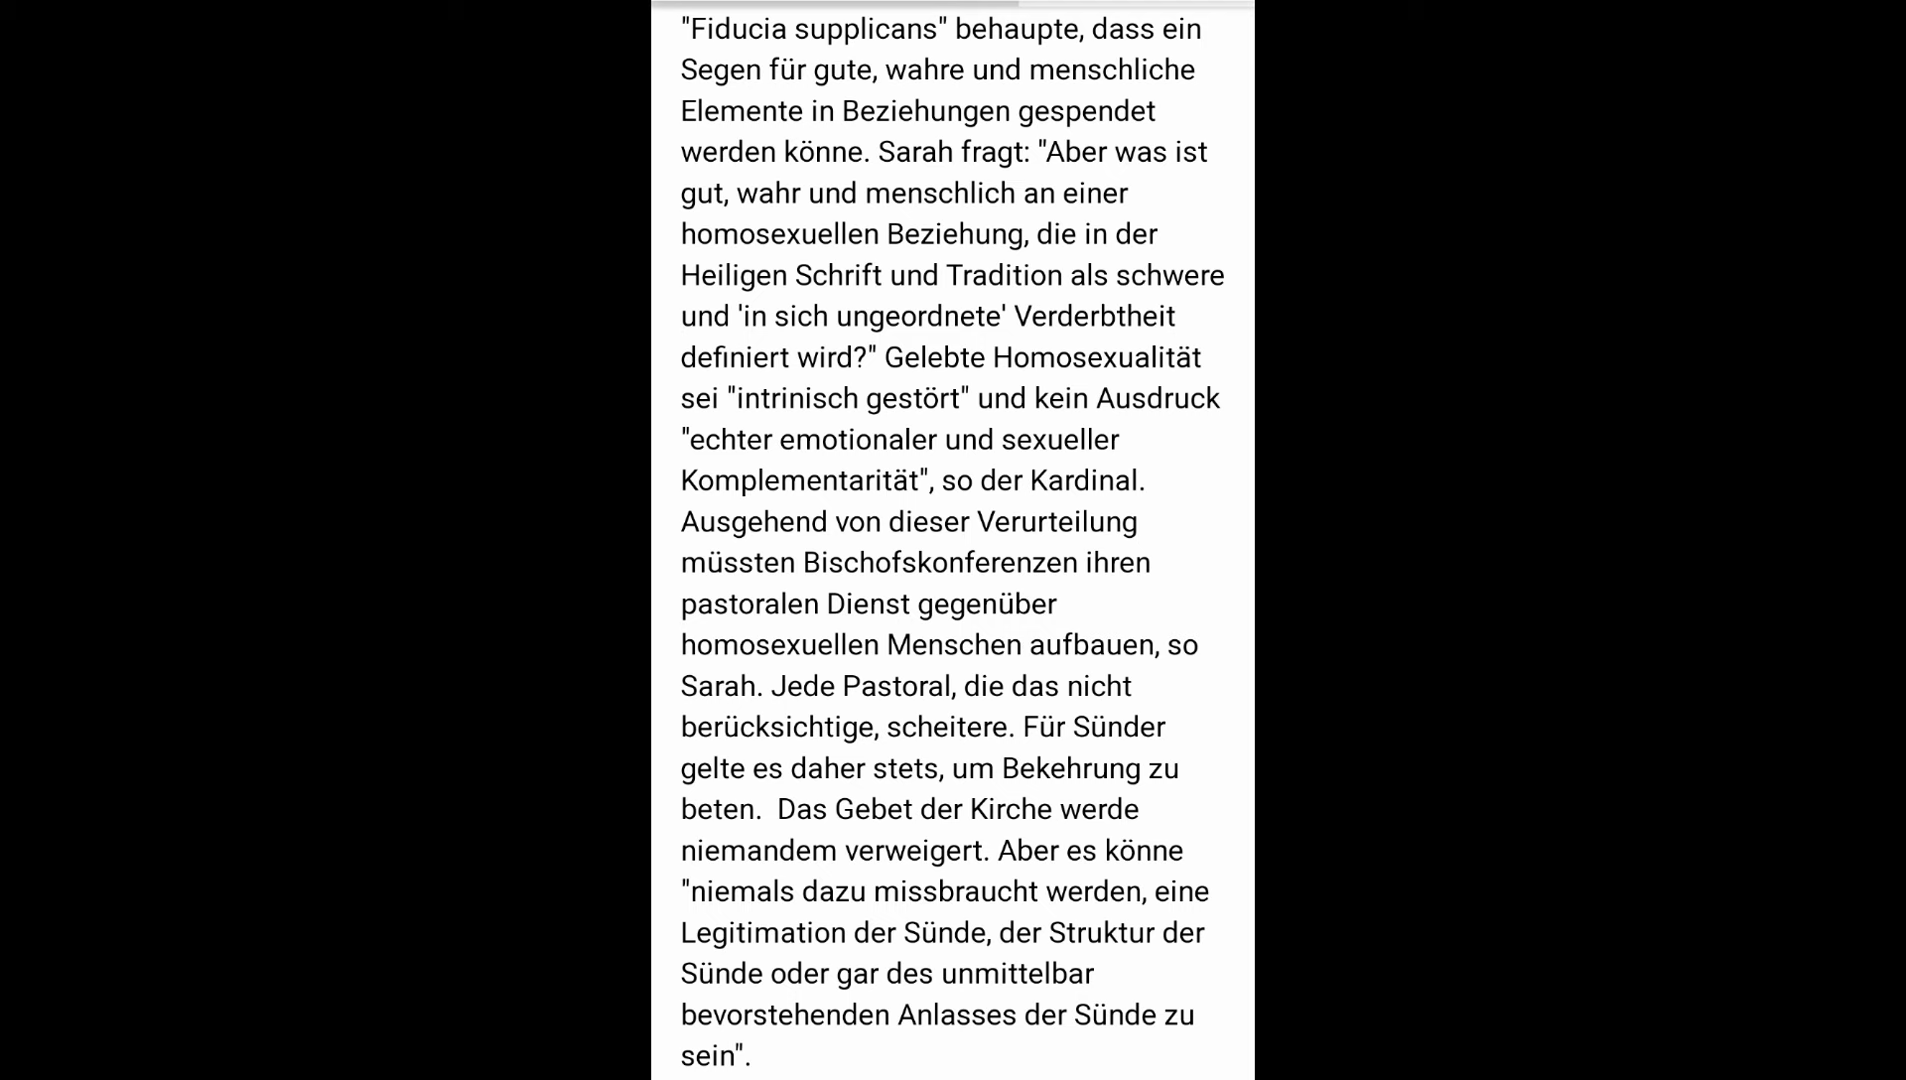 "Fiducia supplicans" behaupte, dass ein
Segen für gute, wahre und menschliche
Elemente in Beziehungen gespendet
werden könne. Sarah fragt: "Aber was ist
gut, wahr und menschlich an einer
homosexuellen Beziehung, die in der
Heiligen Schrift und Tradition als schwere
und 'in sich ungeordnete' Verderbtheit
definiert wird?" Gelebte Homosexualität
sei "intrinisch gestört" und kein Ausdruck
"echter emotionaler und sexueller
Komplementarität", so der Kardinal.
Ausgehend von dieser Verurteilung
müssten Bischofskonferenzen ihren
pastoralen Dienst gegenüber
homosexuellen Menschen aufbauen, so
Sarah. Jede Pastoral, die das nicht
berücksichtige, scheitere. Für Sünder
gelte es daher stets, um Bekehrung zu
beten.  Das Gebet der Kirche werde
niemandem verweigert. Aber es könne
"niemals dazu missbraucht werden, eine
Legitimation der Sünde, der Struktur der
Sünde oder gar des unmittelbar
bevorstehenden Anlasses der Sünde zu
sein".